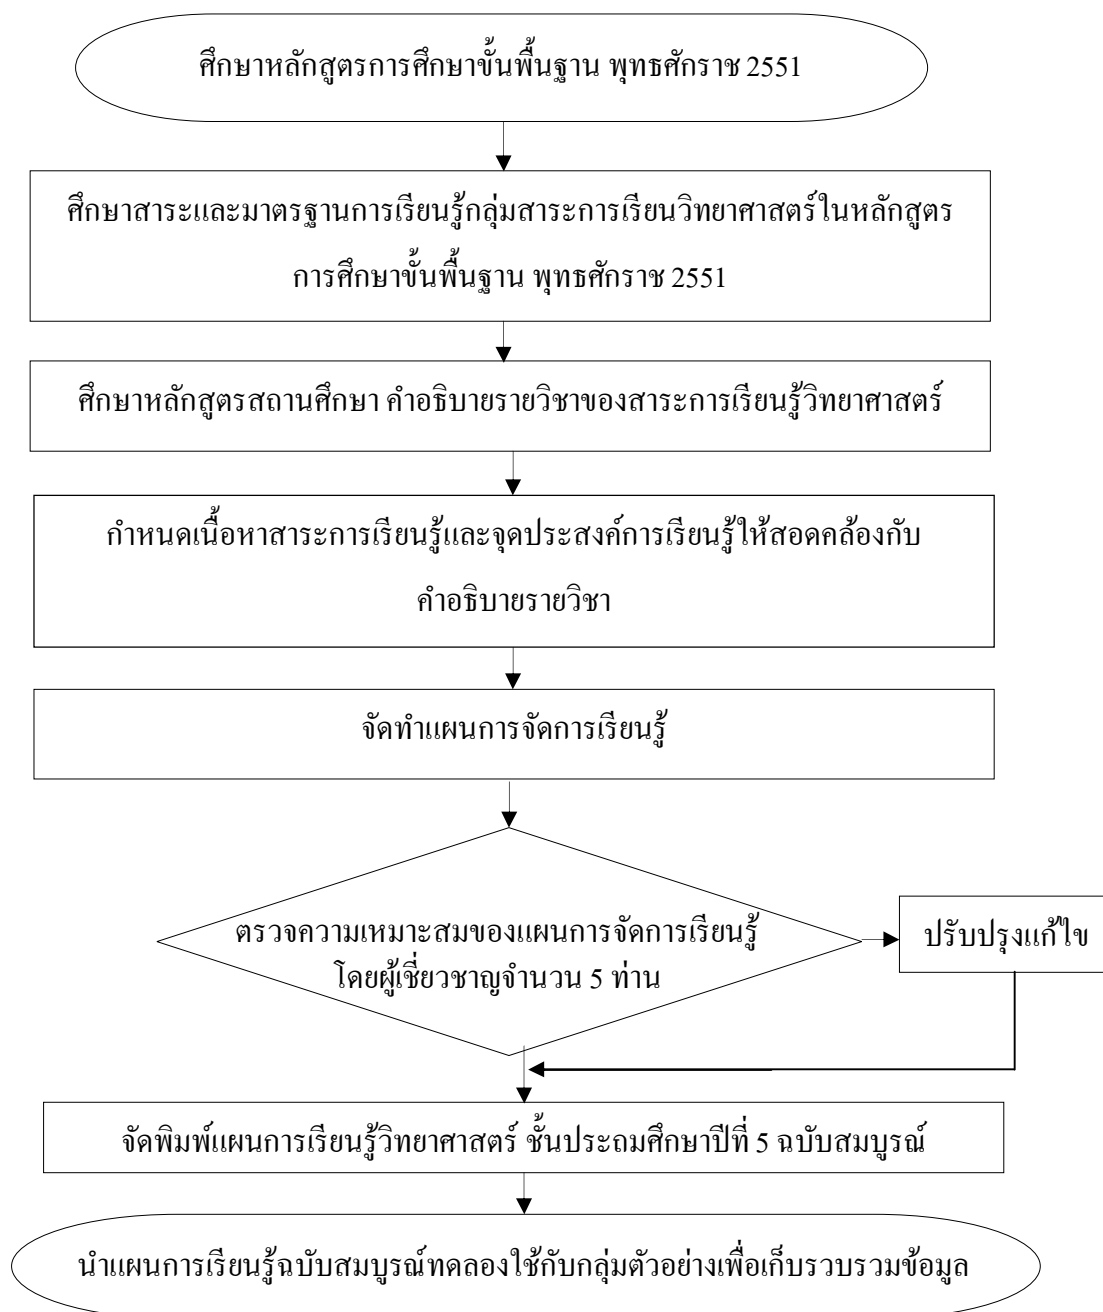 ศึกษาหลักสูตรการศึกษาขั้นพื้นฐาน พุทธศักราช 2551
ศึกษาสาระและมาตรฐานการเรียนรู้กลุ่มสาระการเรียนวิทยาศาสตร์ในหลักสูตร
การศึกษาขั้นพื้นฐาน พุทธศักราช 2551
ศึกษาหลักสูตรสถานศึกษา คำอธิบายรายวิชาของสาระการเรียนรู้วิทยาศาสตร์
กำหนดเนื้อหาสาระการเรียนรู้และจุดประสงค์การเรียนรู้ให้สอดคล้องกับ
คำอธิบายรายวิชา
จัดทำแผนการจัดการเรียนรู้
ตรวจความเหมาะสมของแผนการจัดการเรียนรู้
โดยผู้เชี่ยวชาญจำนวน 5 ท่าน
ปรับปรุงแก้ไข
จัดพิมพ์แผนการเรียนรู้วิทยาศาสตร์ ชั้นประถมศึกษาปีที่ 5 ฉบับสมบูรณ์
นำแผนการเรียนรู้ฉบับสมบูรณ์ทดลองใช้กับกลุ่มตัวอย่างเพื่อเก็บรวบรวมข้อมูล